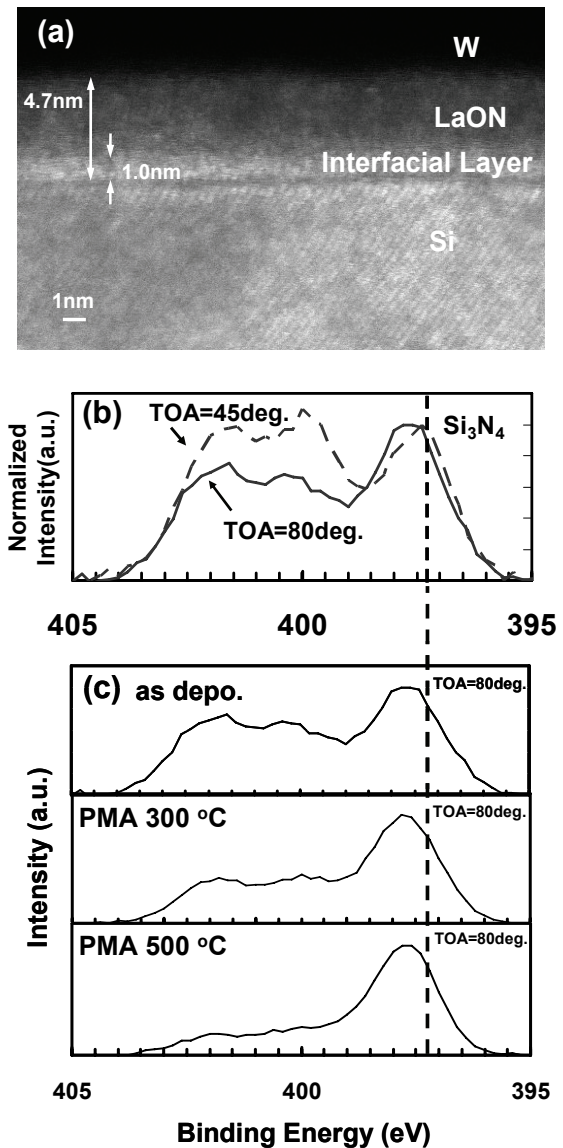 (a)
W
4.7nm
LaON
Interfacial Layer
1.0nm
Si
1nm
(b)
TOA=45deg.
Si3N4
Normalized
Intensity(a.u.)
TOA=80deg.
405 400 395
(c) as depo.
TOA=80deg.
Intensity (a.u.)
PMA 300 ºC
TOA=80deg.
PMA 500 ºC
TOA=80deg.
405 400 395
Binding Energy (eV)